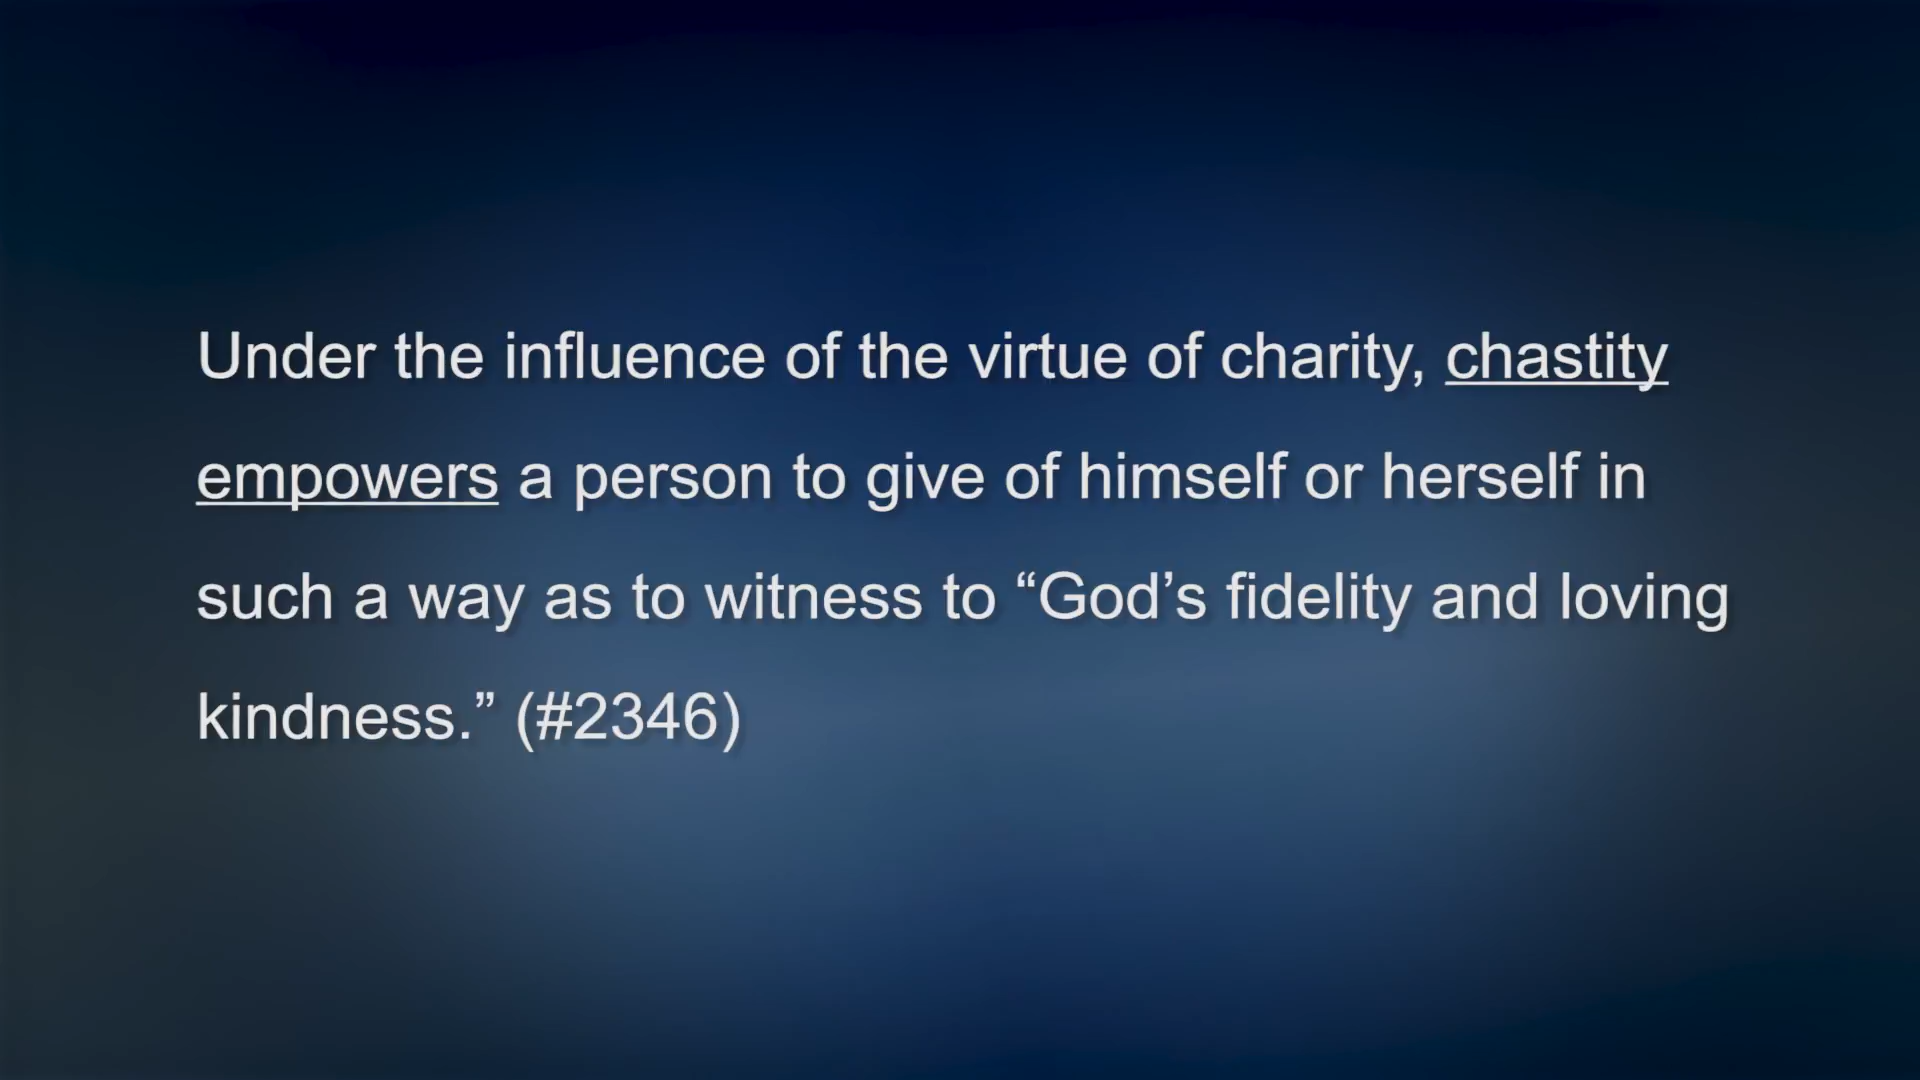 Under the influence of the virtue of charity, chastity
empowers a person to give of himself or herself in
such a way as to witness to “God’s fidelity and loving
kindness.” (#2346)